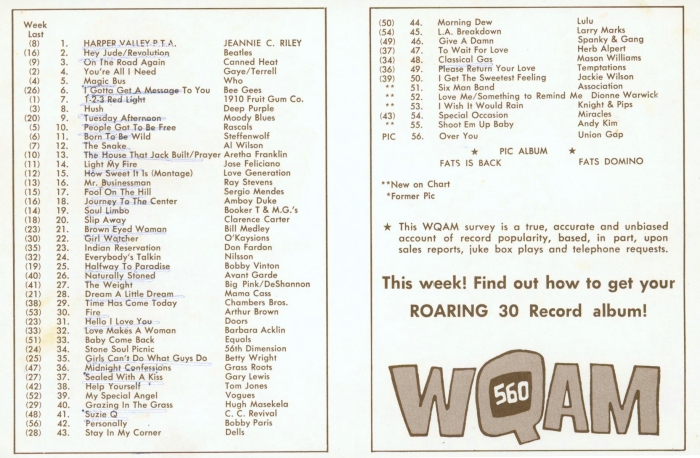 Week
Last
(8) 1. HARPER VALLEY P.T.A. JEANNIE C. RILEY
(16) 2. Hey Jude/Revolution Beatles
(9) 3. On The Road Again Canned Heat
(2) 4. You're All I Need Gaye/Terrell
(4) 5. Magic Bus Who
(26) 6. I Gotta Get A Message To You Bee Gees
(1) 7. 1-2-3 Red Light 1910 Fruit Gum Co.
(3) 8. Hush Deep Purple
(20) 9. Tuesday Afternoon Moody Blues
(5) 10. People Got To Be Free Rascals
(6) 11. Born To Be Wild Steffenwolf
(7) 12. The Snake Al Wilson
(10) 13. The House That Jack Built/Prayer Aretha Franklin
(11) 14. Light My Fire Jose Feliciano
(12) 15. How Sweet It Is (Montage) Love Generation
(13) 16. Mr. Businessman Ray Stevens
(15) 17. Fool On The Hill Sergio Mendes
(16) 18. Journey To The Center Amboy Duke
(14) 19. Soul Limbo Booker T & M.G.'s
(18) 20. Slip Away Clarence Carter
(23) 21. Brown Eyed Woman Bill Medley
(30) 22. Girl Watcher O'Kaysions
(35) 23. Indian Reservation Don Fardon
(32) 24. Everybody's Talkin Nilsson
(19) 25. Halfway To Paradise Bobby Vinton
(40) 26. Naturally Stoned Avant Garde
(41) 27. The Weight Big Pink/DeShannon
(21) 28. Dream A Little Dream Mama Cass
(38) 29. Time Has Come Today Chambers Bros.
(53) 30. Fire Arthur Brown
(23) 31. Hello I Love You Doors
(33) 32. Love Makes A Woman Barbara Acklin
(51) 33. Baby Come Back Equals
(24) 34. Stone Soul Picnic 56th Dimension
(25) 35. Girls Can't Do What Guys Do Betty Wright
(47) 36. Midnight Confessions Grass Roots
(27) 37. Sealed With A Kiss Gary Lewis
(42) 38. Help Yourself Tom Jones
(52) 39. My Special Angel Vogues
(29) 40. Grazing In The Grass Hugh Masekela
(48) 41. Suzie Q C. C. Revival
(56) 42. Personally Bobby Paris
(28) 43. Stay In My Corner Dells
(50) 44. Morning Dew Lulu
(54) 45. L.A. Breakdown Larry Marks
(49) 46. Give A Damn Spanky & Gang
(37) 47. To Wait For Love Herb Alpert
(34) 48. Classical Gas Mason Williams
(36) 49. Please Return Your Love Temptations
(39) 50. I Get The Sweetest Feeling Jackie Wilson
** 51. Six Man Band Association
** 52. Love Me/Something to Remind Me Dionne Warwick
** 53. I Wish It Would Rain Knight & Pips
(43) 54. Special Occasion Miracles
** 55. Shoot Em Up Baby Andy Kim
PIC 56. Over You Union Gap
★ PIC ALBUM ★
FATS IS BACK FATS DOMINO
**New on Chart
*Former Pic
★ This WQAM survey is a true, accurate and unbiased
account of record popularity, based, in part, upon
sales reports, juke box plays and telephone requests.
This week! Find out how to get your
ROARING 30 Record album!
WQAM
560